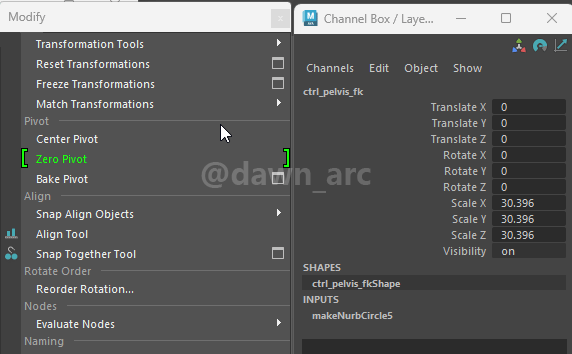 Modify
Transformation Tools
Reset Transformations
Freeze Transformations
Match Transformations
Pivot
Center Pivot
Zero Pivot
Bake Pivot
Align
Snap Align Objects
Align Tool
Snap Together Tool
Rotate Order
Reorder Rotation...
Nodes
Evaluate Nodes
Naming
@dawn_arc
M
Channel Box / Laye...
Channels Edit Object Show
ctrl_pelvis_fk
Translate X 0
Translate Y 0
Translate Z 0
Rotate X 0
Rotate Y 0
Rotate Z 0
Scale X 30.396
Scale Y 30.396
Scale Z 30.396
Visibility on
SHAPES
ctrl_pelvis_fkShape
INPUTS
makeNurbCircle5